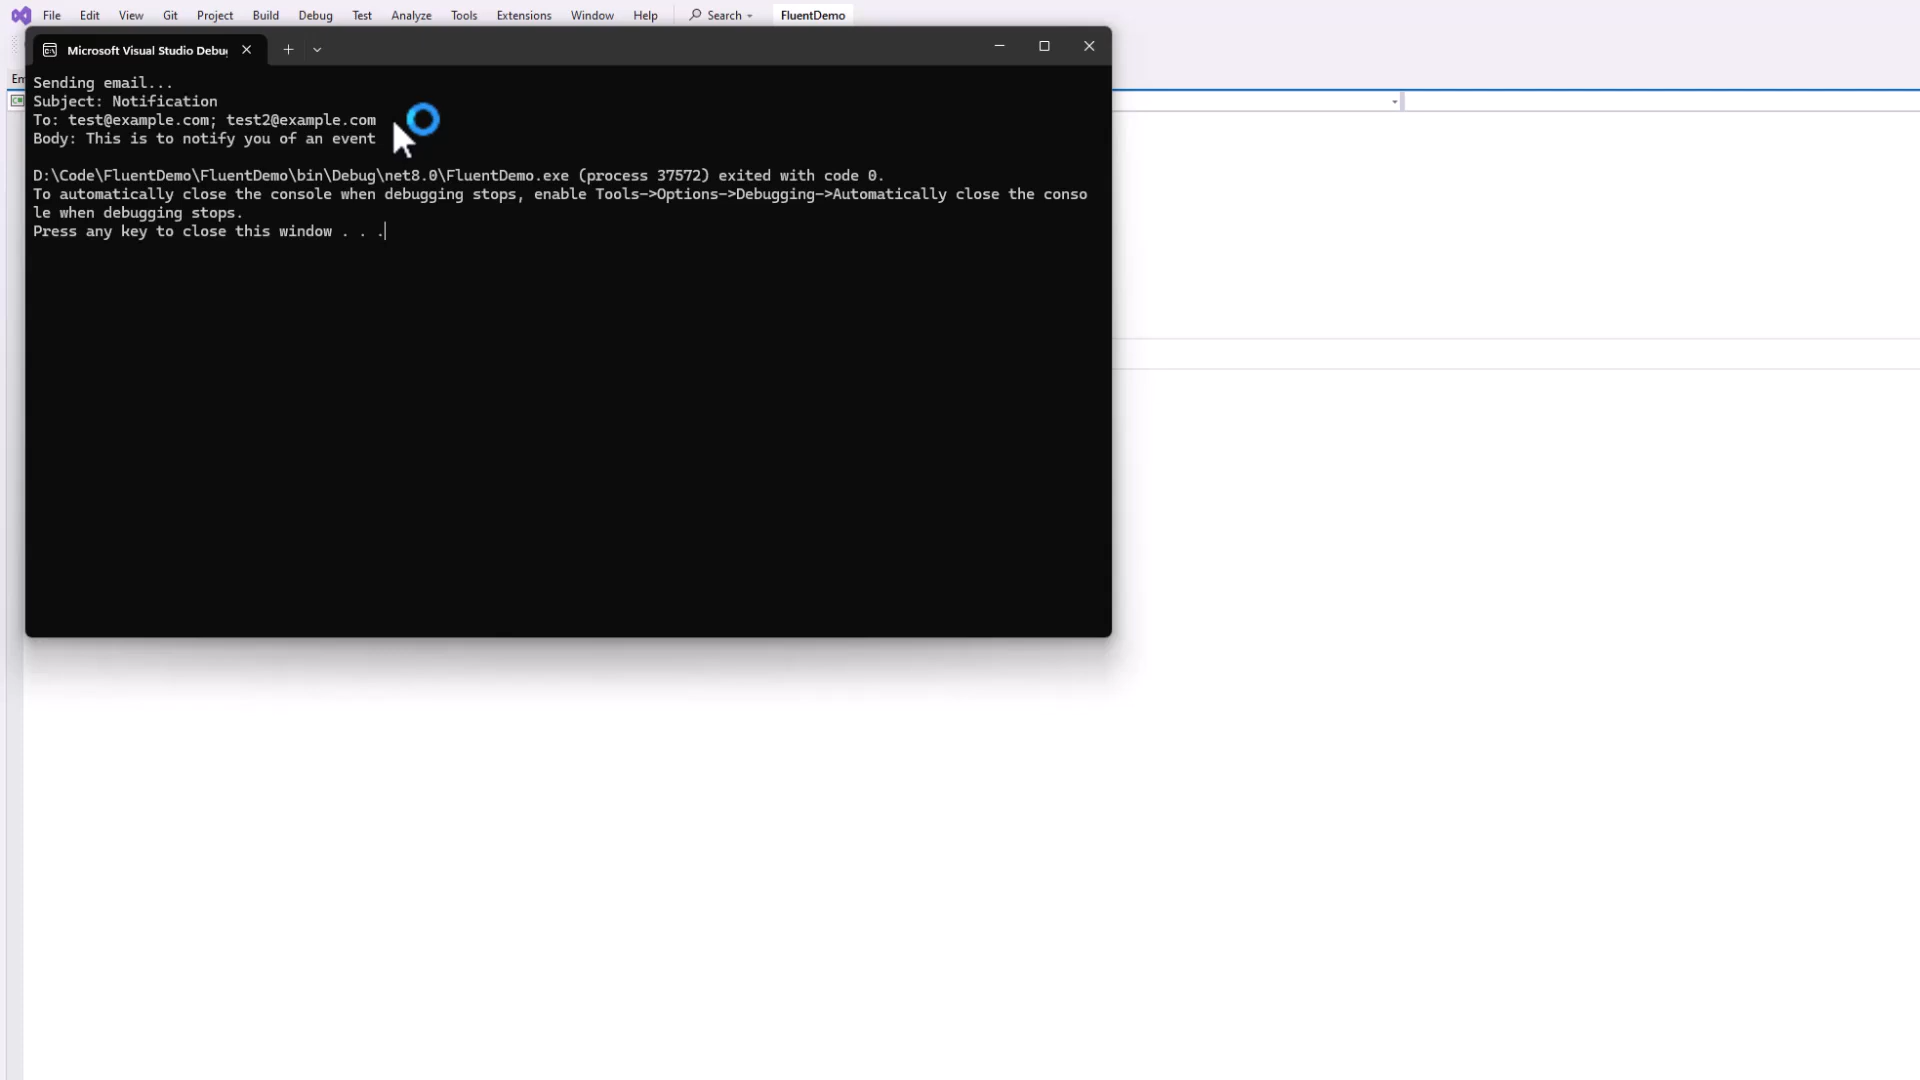 File Edit View Git Project Build Debug Test Analyze Tools Extensions Window Help Search FluentDemo
Microsoft Visual Studio Debu
Sending email...
Subject: Notification
To: test@example.com; test2@example.com
Body: This is to notify you of an event
D:\Code\FluentDemo\FluentDemo\bin\Debug\net8.0\FluentDemo.exe (process 37572) exited with code 0.
To automatically close the console when debugging stops, enable Tools->Options->Debugging->Automatically close the conso
le when debugging stops.
Press any key to close this window . . .